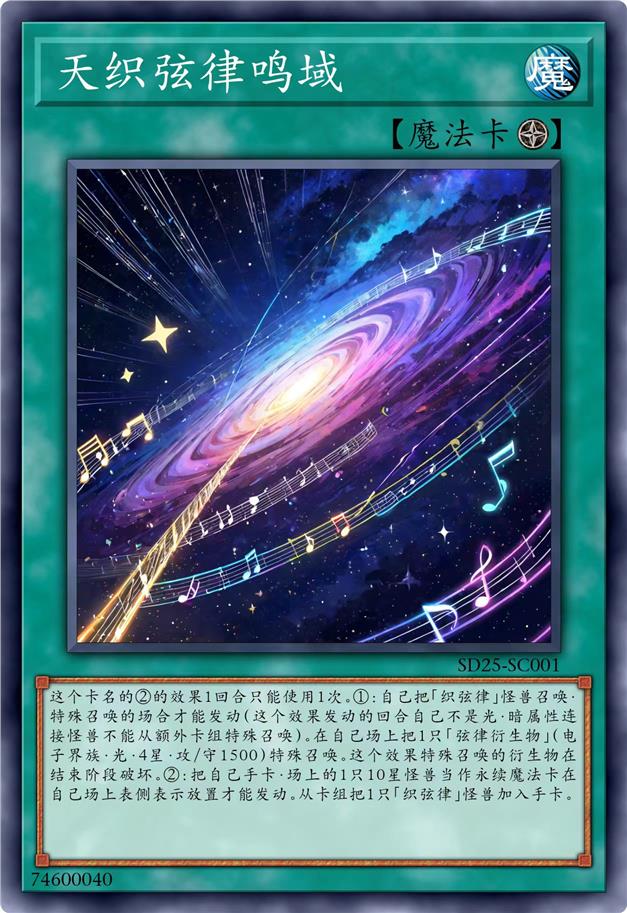 天织弦律鸣域
魔
【魔法卡】
SD25-SC001
这个卡名的②的效果1回合只能使用1次。①:自己把「织弦律」怪兽召唤·
特殊召唤的场合才能发动(这个效果发动的回合自己不是光·暗属性连
接怪兽不能从额外卡组特殊召唤)。在自己场上把1只「弦律衍生物」(电
子界族·光·4星·攻/守1500)特殊召唤。这个效果特殊召唤的衍生物在
结束阶段破坏。②:把自己手卡·场上的1只10星怪兽当作永续魔法卡在
自己场上表侧表示放置才能发动。从卡组把1只「织弦律」怪兽加入手卡。
74600040